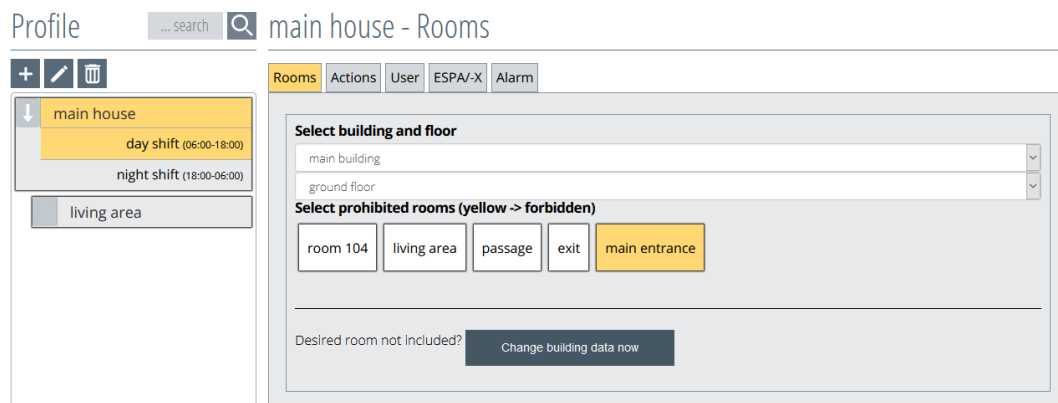 Profile
... search
main house - Rooms
Rooms Actions User ESPA/-X Alarm
main house
day shift (06:00-18:00)
night shift (18:00-06:00)
living area
Select building and floor
main building
ground floor
Select prohibited rooms (yellow -> forbidden)
room 104 living area passage exit main entrance
Desired room not included? Change building data now